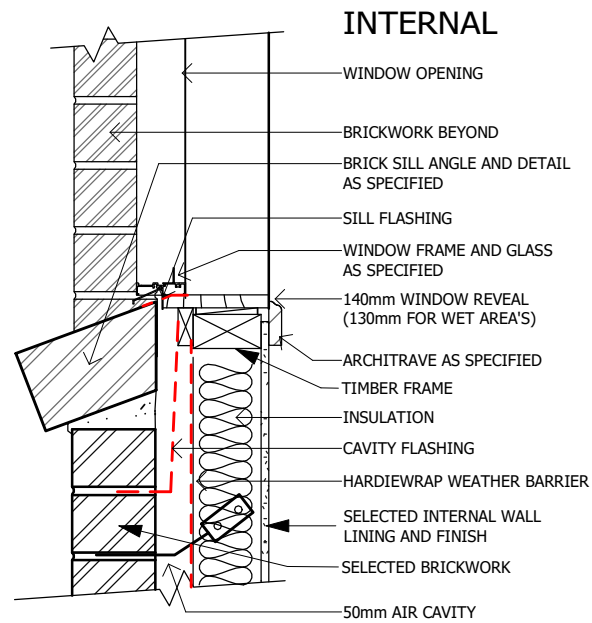 INTERNAL
WINDOW OPENING
BRICKWORK BEYOND
BRICK SILL ANGLE AND DETAIL
AS SPECIFIED
SILL FLASHING
WINDOW FRAME AND GLASS
AS SPECIFIED
140mm WINDOW REVEAL
(130mm FOR WET AREA'S)
ARCHITRAVE AS SPECIFIED
TIMBER FRAME
INSULATION
CAVITY FLASHING
HARDIEWRAP WEATHER BARRIER
SELECTED INTERNAL WALL
LINING AND FINISH
SELECTED BRICKWORK
50mm AIR CAVITY